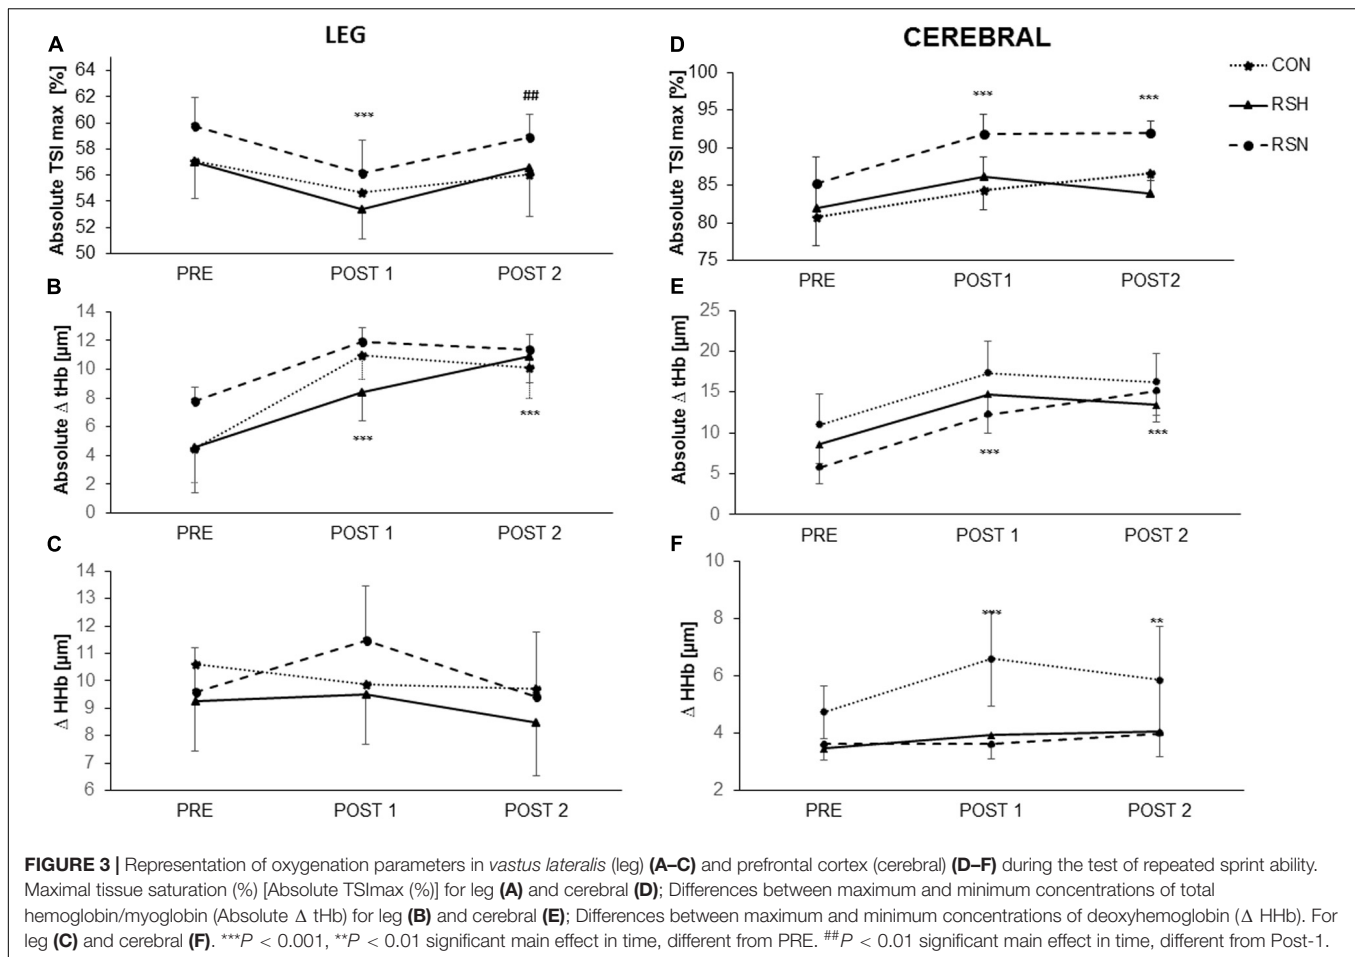 LEG
CEREBRAL
A
Absolute TSI max [%]
64
62
60
58
56
54
52
50
***
##
PRE
POST 1
POST 2
D
Absolute TSI max [%]
100
95
90
85
80
75
***
***
PRE
POST1
POST2
CON
RSH
RSN
B
Absolute Δ tHb [μm]
14
12
10
8
6
4
2
0
***
***
PRE
POST 1
POST 2
E
Absolute Δ tHb [μm]
25
20
15
10
5
0
***
***
PRE
POST 1
POST 2
C
Δ HHb [μm]
14
13
12
11
10
9
8
7
6
PRE
POST 1
POST 2
F
Δ HHb [μm]
10
8
6
4
2
***
**
PRE
POST 1
POST 2
FIGURE 3 | Representation of oxygenation parameters in vastus lateralis (leg) (A–C) and prefrontal cortex (cerebral) (D–F) during the test of repeated sprint ability.
Maximal tissue saturation (%) [Absolute TSImax (%)] for leg (A) and cerebral (D); Differences between maximum and minimum concentrations of total
hemoglobin/myoglobin (Absolute Δ tHb) for leg (B) and cerebral (E); Differences between maximum and minimum concentrations of deoxyhemoglobin (Δ HHb). For
leg (C) and cerebral (F). ***P < 0.001, **P < 0.01 significant main effect in time, different from PRE. ##P < 0.01 significant main effect in time, different from Post-1.